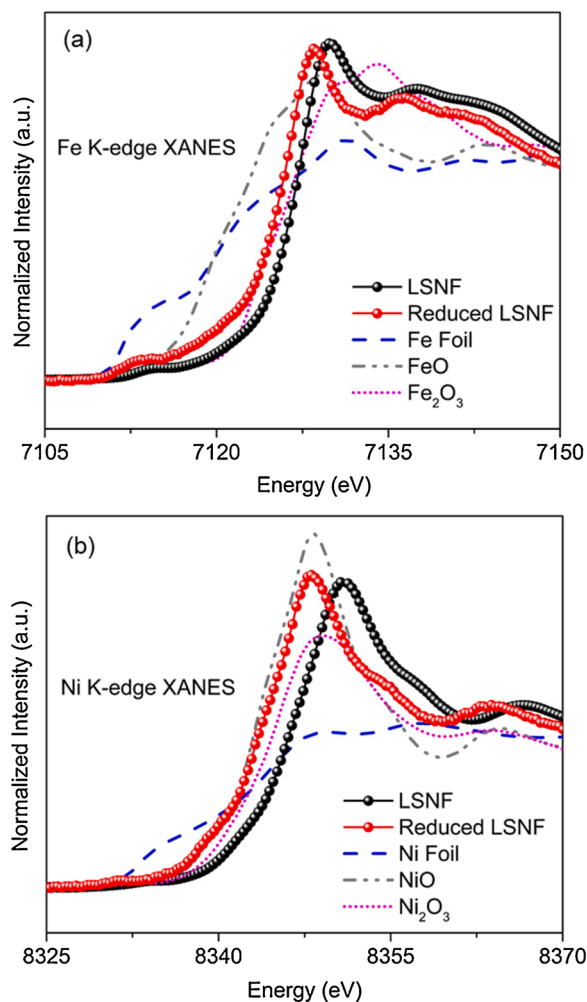 (a)
Normalized Intensity (a.u.)
Fe K-edge XANES
LSNF
Reduced LSNF
Fe Foil
FeO
Fe₂O₃
7105 7120 7135 7150
Energy (eV)
(b)
Normalized Intensity (a.u.)
Ni K-edge XANES
LSNF
Reduced LSNF
Ni Foil
NiO
Ni₂O₃
8325 8340 8355 8370
Energy (eV)